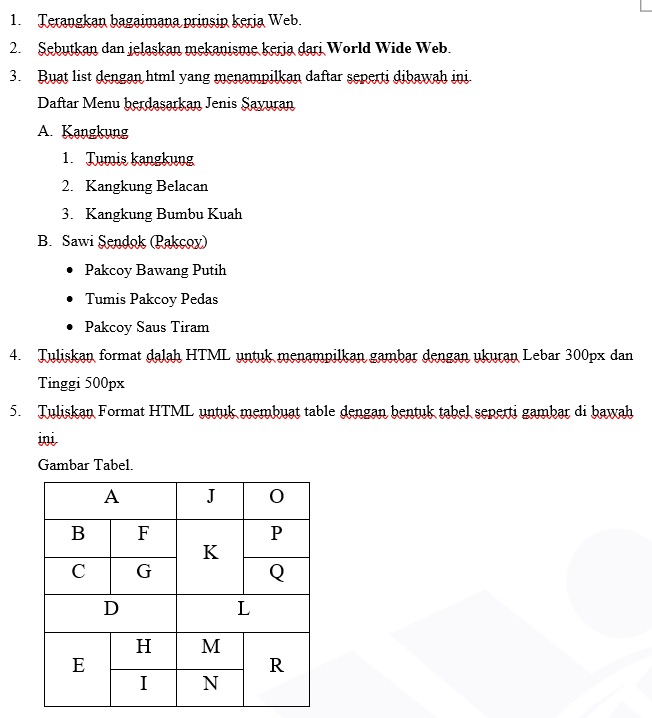 1. Terangkan bagaimana prinsip kerja Web.
2. Sebutkan dan jelaskan mekanisme kerja dari World Wide Web.
3. Buat list dengan html yang menampilkan daftar seperti dibawah ini.
Daftar Menu berdasarkan Jenis Sayuran
A. Kangkung
1. Tumis kangkung
2. Kangkung Belacan
3. Kangkung Bumbu Kuah
B. Sawi Sendok (Pakcoy)
• Pakcoy Bawang Putih
• Tumis Pakcoy Pedas
• Pakcoy Saus Tiram
4. Tuliskan format dalah HTML untuk menampilkan gambar dengan ukuran Lebar 300px dan
Tinggi 500px
5. Tuliskan Format HTML untuk membuat table dengan bentuk tabel seperti gambar di bawah
ini.
Gambar Tabel.
A J O
B F K P
C G Q
D L
E H M R
I N